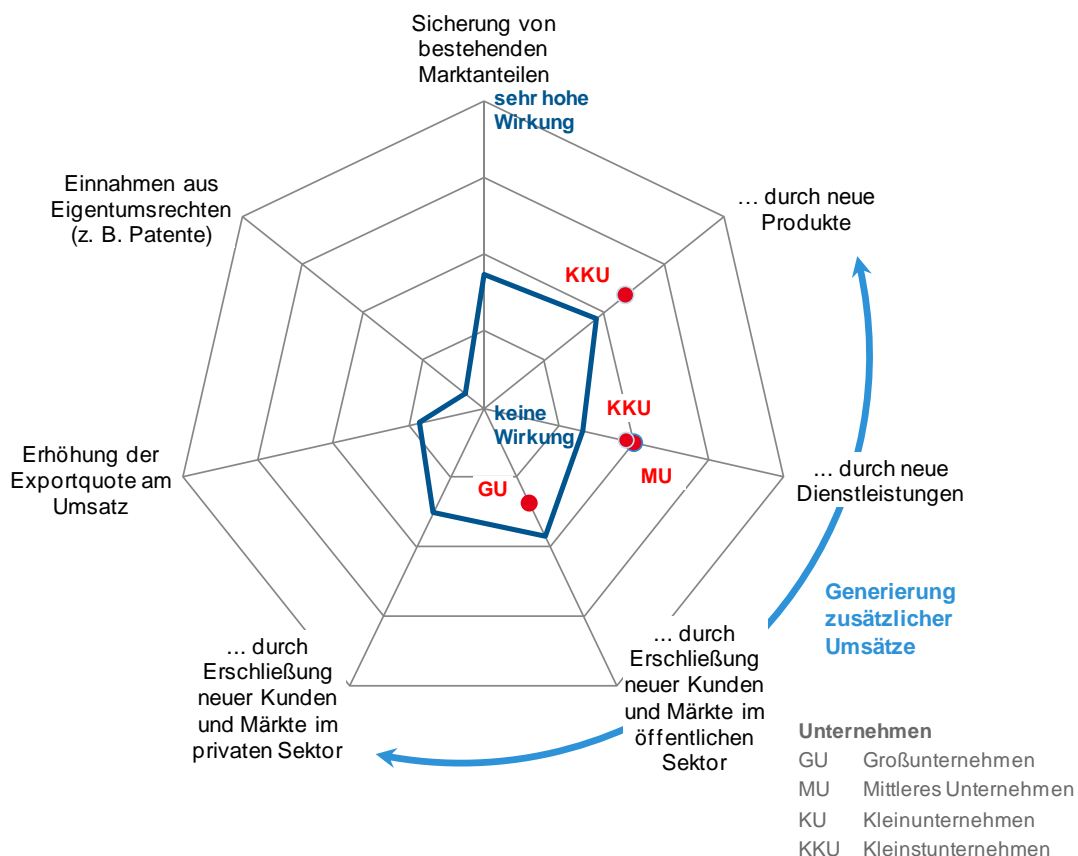 Sicherung von
bestehenden
Marktanteilen
sehr hohe
Wirkung
Einnahmen aus
Eigentumsrechten
(z. B. Patente)
... durch neue
Produkte
KKU
keine
Wirkung
KKU
MU
GU
Erhöhung der
Exportquote am
Umsatz
... durch neue
Dienstleistungen
Generierung
zusätzlicher
Umsätze
... durch
Erschließung
neuer Kunden
und Märkte im
privaten Sektor
... durch
Erschließung
neuer Kunden
und Märkte im
öffentlichen
Sektor
Unternehmen
GU Großunternehmen
MU Mittleres Unternehmen
KU Kleinunternehmen
KKU Kleinstunternehmen